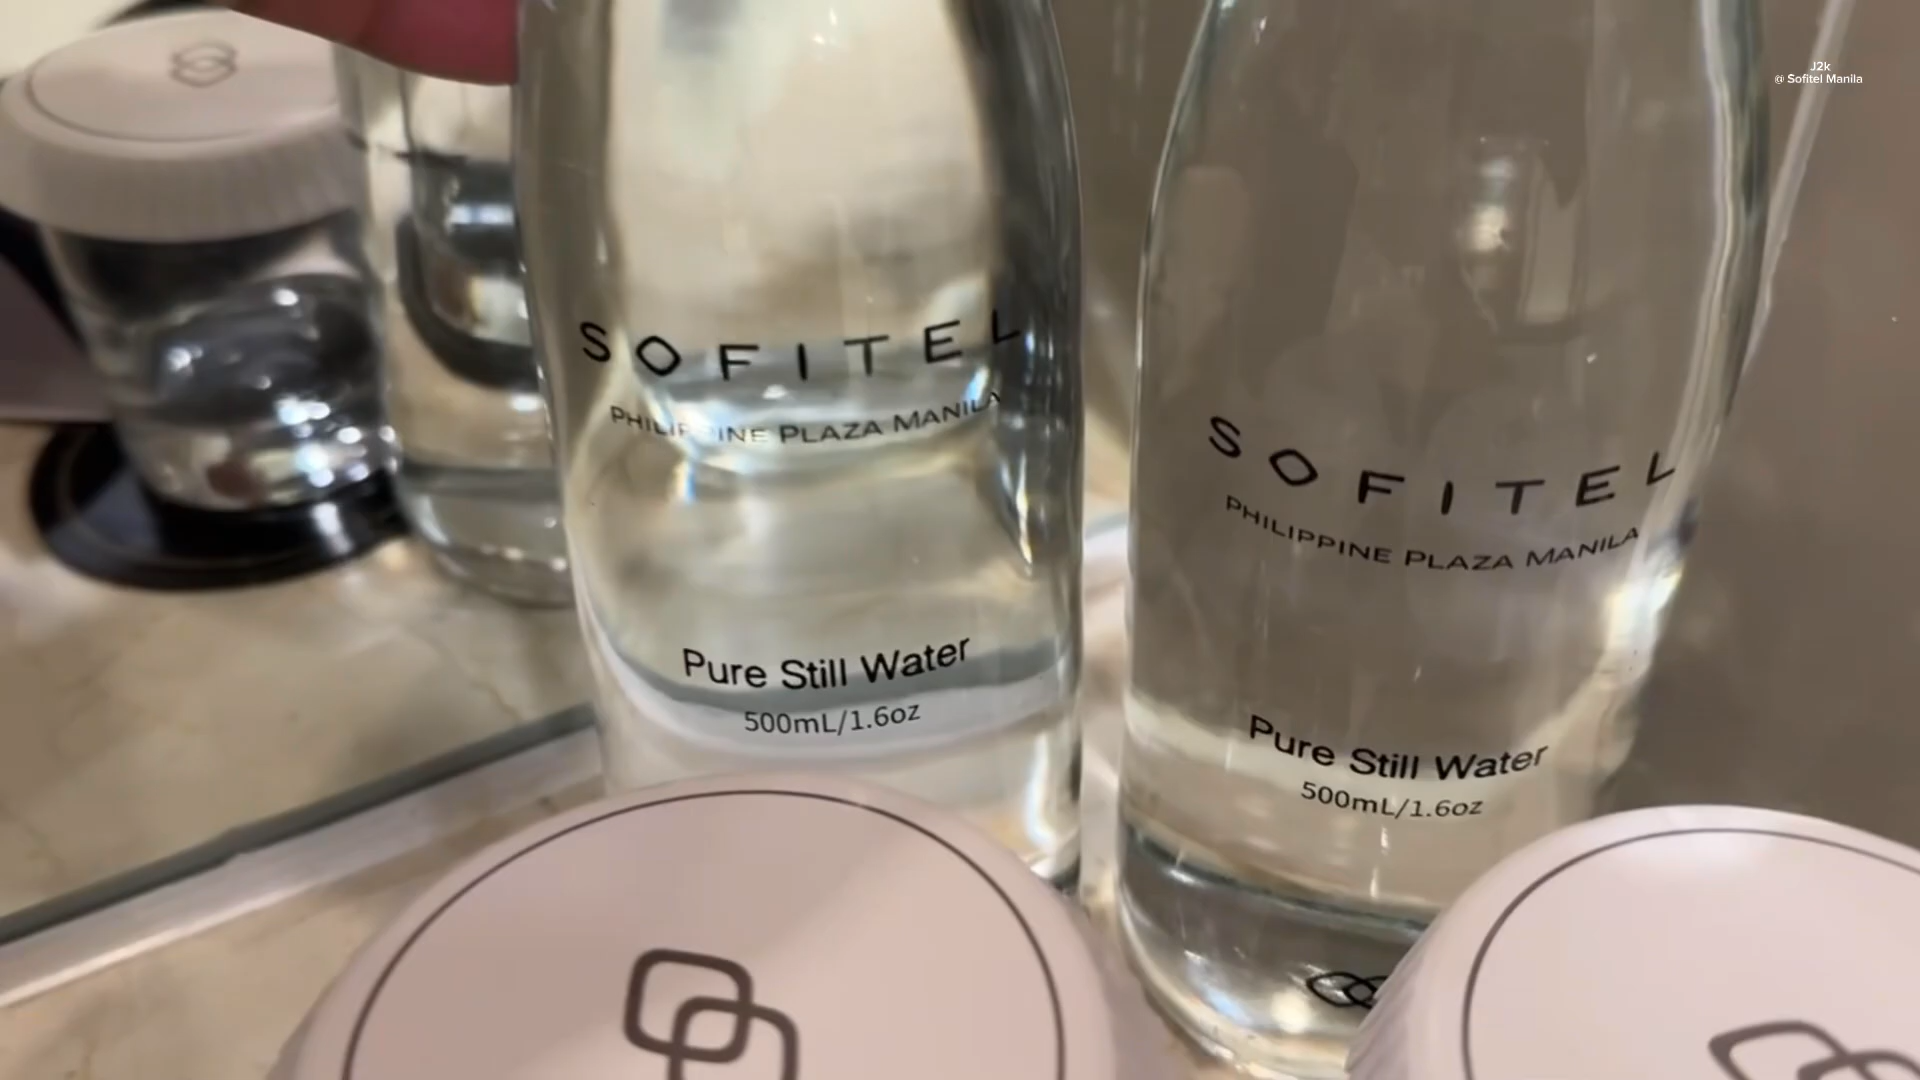 J2k
@ Sofitel Manila
SOFITEL
PHILIPPINE PLAZA MANILA
Pure Still Water
500mL/1.6oz
SOFITEL
PHILIPPINE PLAZA MANILA
Pure Still Water
500mL/1.6oz